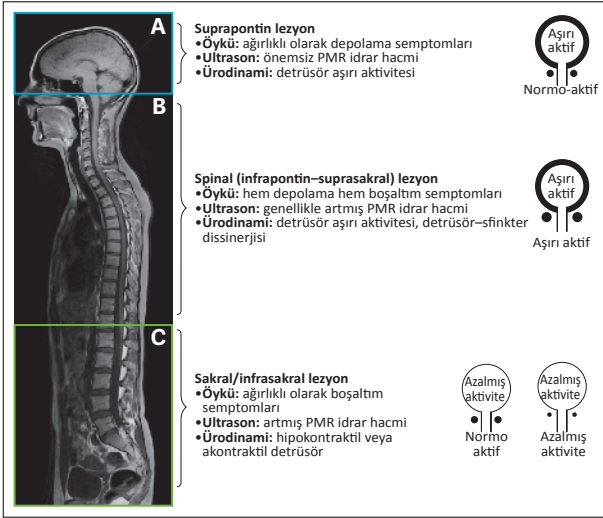 A
Suprapontin lezyon
•Öykü: ağırlıklı olarak depolama semptomları
•Ultrason: önemsiz PMR idrar hacmi
•Ürodinami: detrüsör aşırı aktivitesi
Aşırı
aktif
Normo-aktif
B
Spinal (infrapontin–suprasakral) lezyon
•Öykü: hem depolama hem boşaltım semptomları
•Ultrason: genellikle artmış PMR idrar hacmi
•Ürodinami: detrüsör aşırı aktivitesi, detrüsör–sfinkter
dissinerjisi
Aşırı
aktif
Aşırı aktif
C
Sakral/infrasakral lezyon
•Öykü: ağırlıklı olarak boşaltım
semptomları
•Ultrason: artmış PMR idrar hacmi
•Ürodinami: hipokontraktil veya
akontraktil detrüsör
Azalmış
aktivite
Normo
aktif
Azalmış
aktivite
Azalmış
aktivite